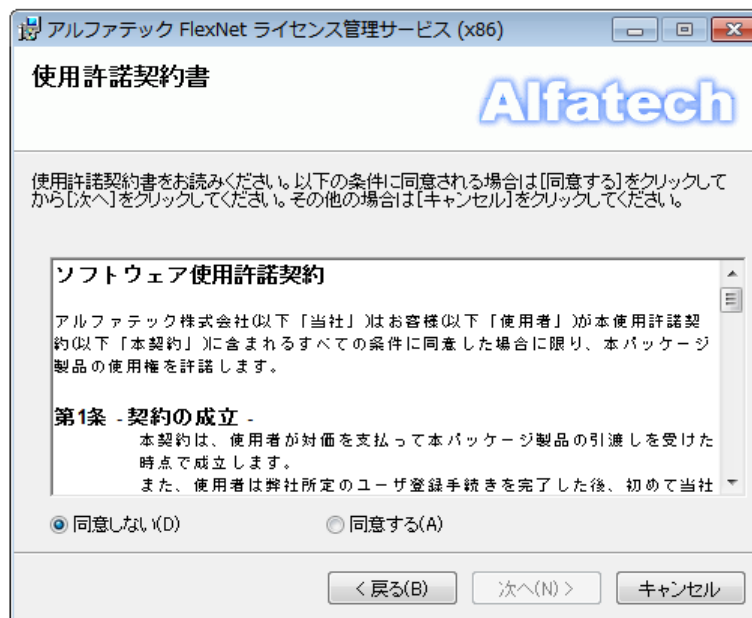 アルファテック FlexNet ライセンス管理サービス (x86)
使用許諾契約書
Alfatech
使用許諾契約書をお読みください。以下の条件に同意される場合は[同意する]をクリックして
から[次へ]をクリックしてください。その他の場合は[キャンセル]をクリックしてください。
ソフトウェア使用許諾契約
アルファテック株式会社(以下「当社」)はお客様(以下「使用者」)が本使用許諾契
約(以下「本契約」)に含まれるすべての条件に同意した場合に限り、本パッケージ
製品の使用権を許諾します。
第1条 - 契約の成立 -
本契約は、使用者が対価を支払って本パッケージ製品の引渡しを受けた
時点で成立します。
また、使用者は弊社所定のユーザ登録手続きを完了した後、初めて当社
同意しない(D)
同意する(A)
< 戻る(B)
次へ(N) >
キャンセル